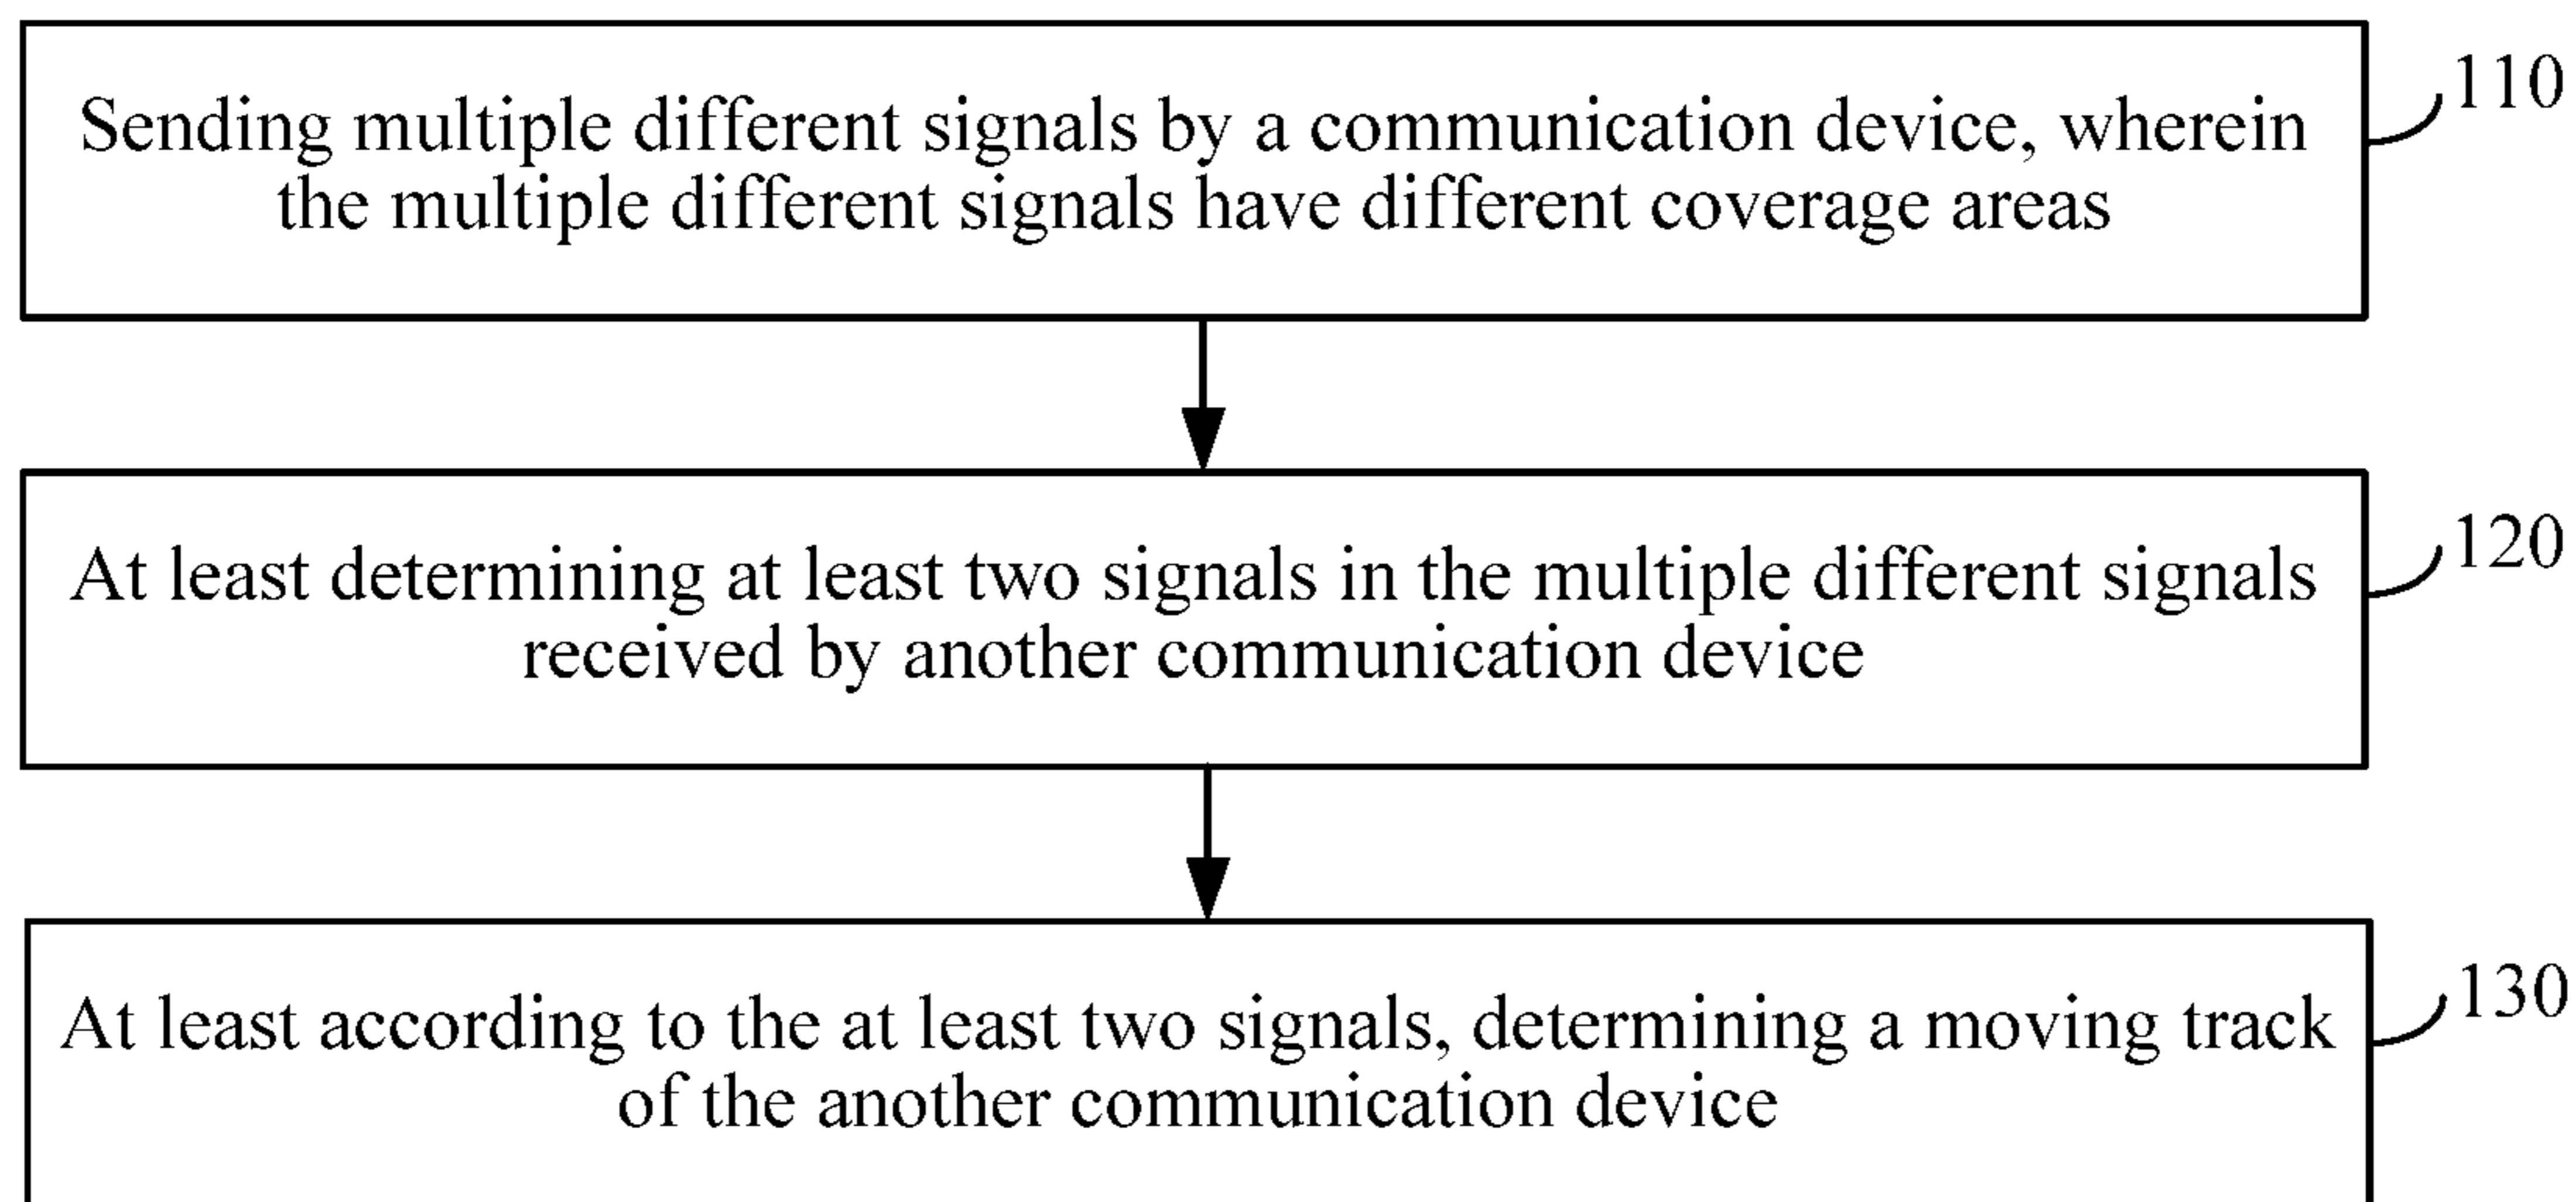 Sending multiple different signals by a communication device, wherein
the multiple different signals have different coverage areas
110
At least determining at least two signals in the multiple different signals
received by another communication device
120
At least according to the at least two signals, determining a moving track
of the another communication device
130